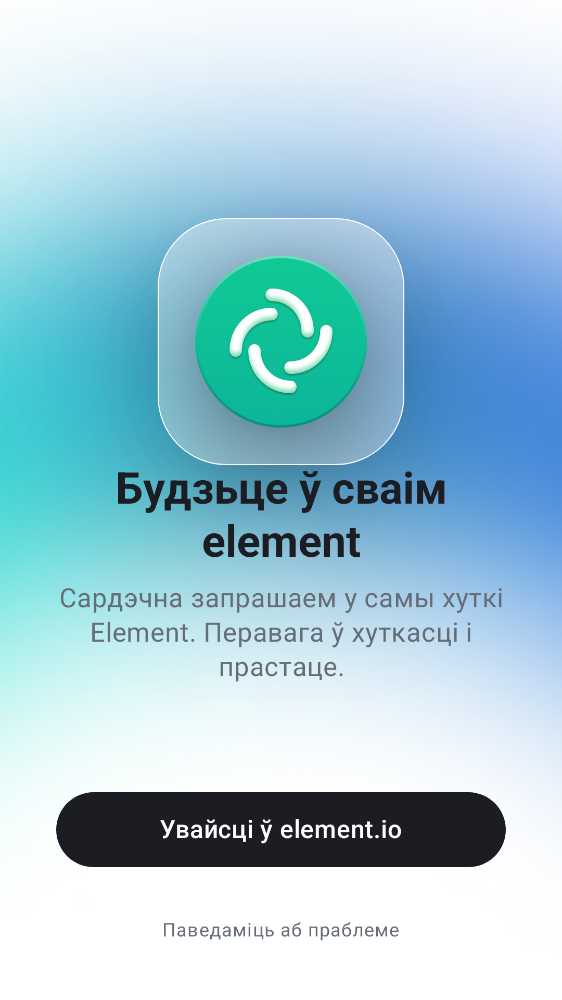 Будзьце ў сваім
element
Сардэчна запрашаем у самы хуткі
Element. Перавага ў хуткасці і
прастаце.
Увайсці ў element.io
Паведаміць аб праблеме